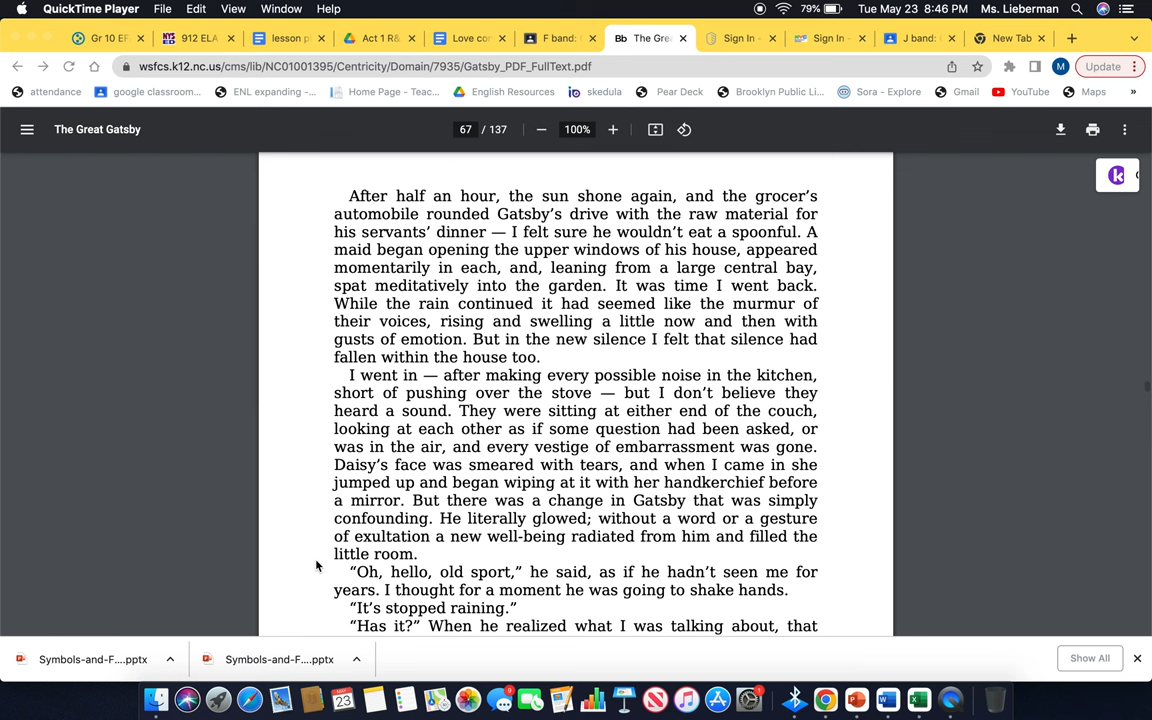 QuickTime Player File Edit View Window Help 79% Tue May 23 8:46 PM Ms. Lieberman
Gr 10 EF 912 ELA lesson p Act 1 R& Love co F band: Bb The Gre Sign In - Sign In - J band: New Tab
wsfcs.k12.nc.us/cms/lib/NC01001395/Centricity/Domain/7935/Gatsby_PDF_FullText.pdf M Update
attendance google classroom... ENL expanding -... Home Page - Teac... English Resources skedula Pear Deck Brooklyn Public Li... Sora - Explore Gmail YouTube Maps »
The Great Gatsby 67 / 137 — 100% +
After half an hour, the sun shone again, and the grocer’s
automobile rounded Gatsby’s drive with the raw material for
his servants’ dinner — I felt sure he wouldn’t eat a spoonful. A
maid began opening the upper windows of his house, appeared
momentarily in each, and, leaning from a large central bay,
spat meditatively into the garden. It was time I went back.
While the rain continued it had seemed like the murmur of
their voices, rising and swelling a little now and then with
gusts of emotion. But in the new silence I felt that silence had
fallen within the house too.
I went in — after making every possible noise in the kitchen,
short of pushing over the stove — but I don’t believe they
heard a sound. They were sitting at either end of the couch,
looking at each other as if some question had been asked, or
was in the air, and every vestige of embarrassment was gone.
Daisy’s face was smeared with tears, and when I came in she
jumped up and began wiping at it with her handkerchief before
a mirror. But there was a change in Gatsby that was simply
confounding. He literally glowed; without a word or a gesture
of exultation a new well-being radiated from him and filled the
little room.
“Oh, hello, old sport,” he said, as if he hadn’t seen me for
years. I thought for a moment he was going to shake hands.
“It’s stopped raining.”
“Has it?” When he realized what I was talking about, that
Symbols-and-F....pptx Symbols-and-F....pptx Show All